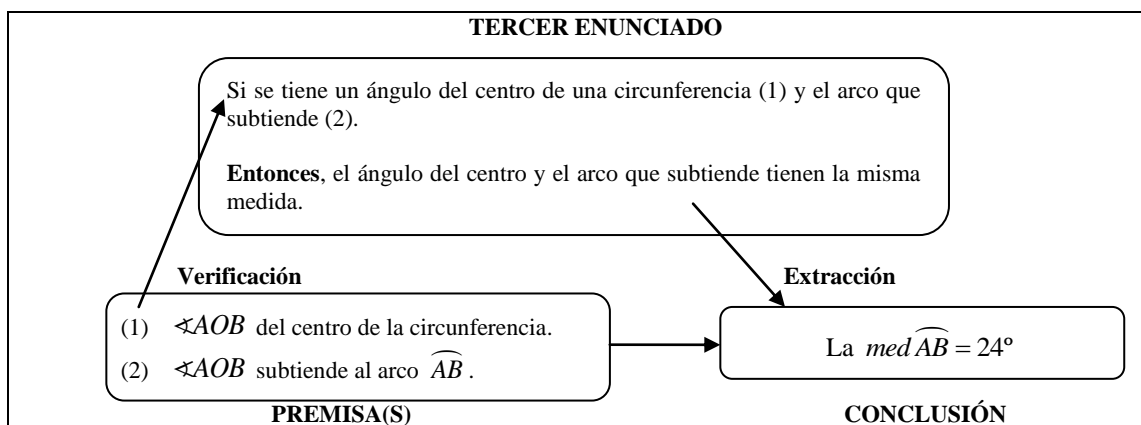 TERCER ENUNCIADO
Si se tiene un ángulo del centro de una circunferencia (1) y el arco que
subtiende (2).
Entonces, el ángulo del centro y el arco que subtiende tienen la misma
medida.
Verificación
Extracción
(1) ∢AOB del centro de la circunferencia.
(2) ∢AOB subtiende al arco \widehat{AB}.
La med \widehat{AB} = 24º
PREMISA(S)
CONCLUSIÓN